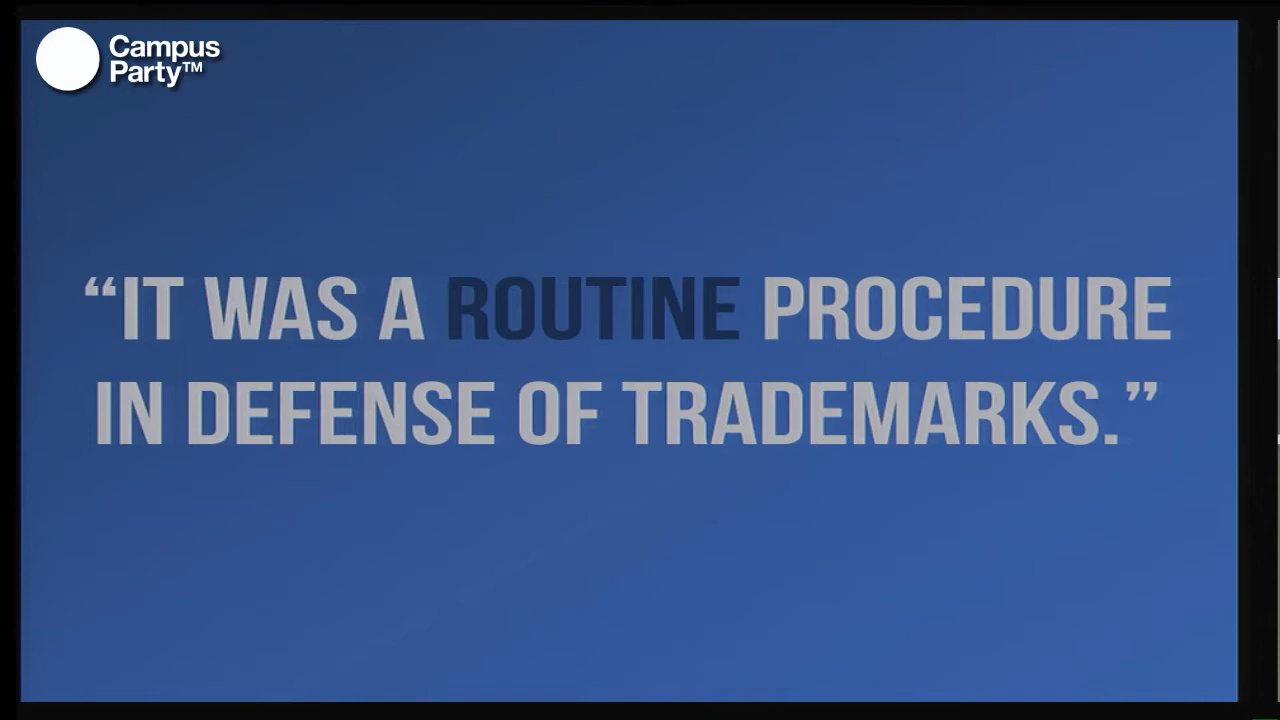 Campus
Party™
“IT WAS A ROUTINE PROCEDURE
IN DEFENSE OF TRADEMARKS.”